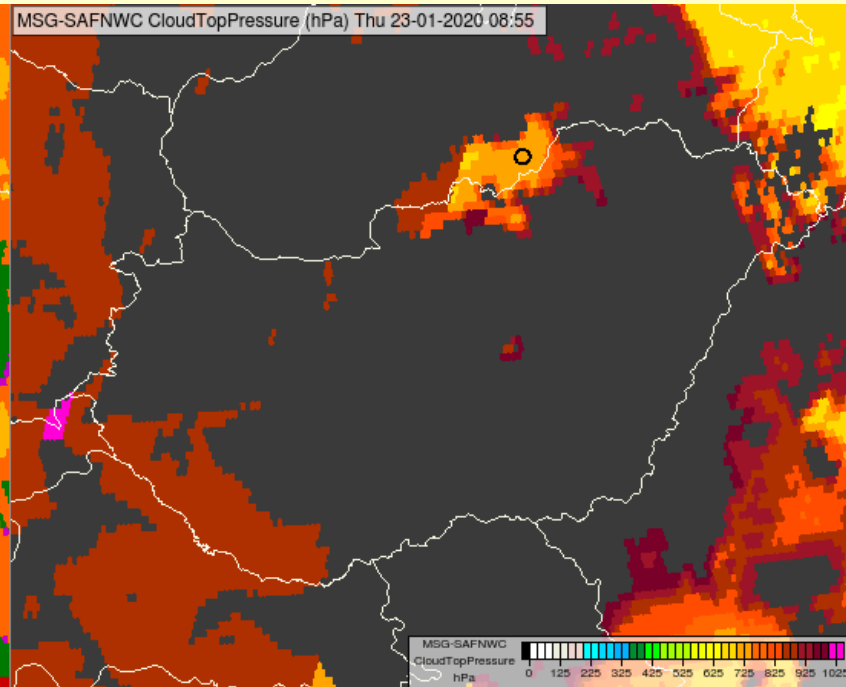 MSG-SAFNWC CloudTopPressure (hPa) Thu 23-01-2020 08:55
MSG-SAFNWC
CloudTopPressure
hPa
0 125 225 325 425 525 625 725 825 925 1025